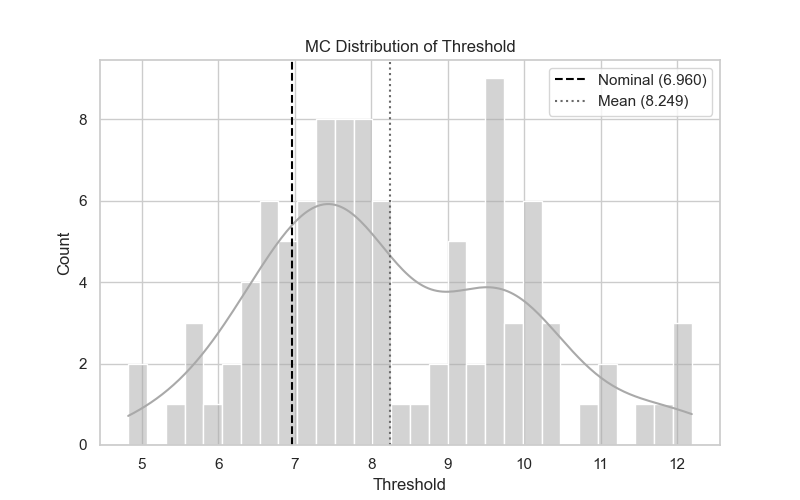 MC Distribution of Threshold
Nominal (6.960)
Mean (8.249)
Count
8
6
4
2
0
5 6 7 8 9 10 11 12
Threshold